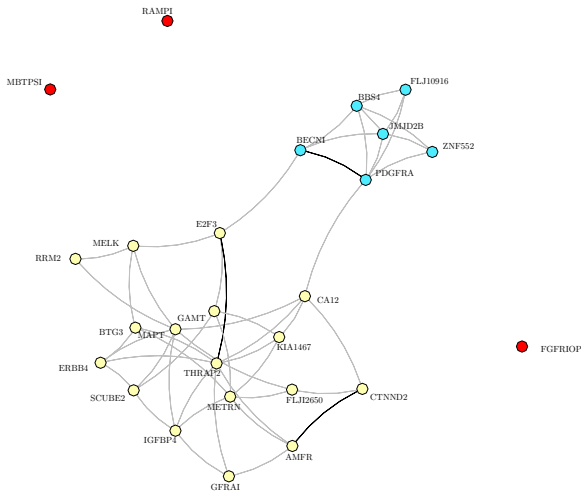 RAMPI
MBTPSI
FLJ10916
BBS4
JMJD2B
BECNI
ZNF552
PDGFRA
E2F3
MELK
RRM2
CA12
GAMT
BTG3
MAPT
KIA1467
FGFRIOP
ERBB4
THRAP2
SCUBE2
METRN
FLJI2650
CTNND2
IGFBP4
AMFR
GFRAI